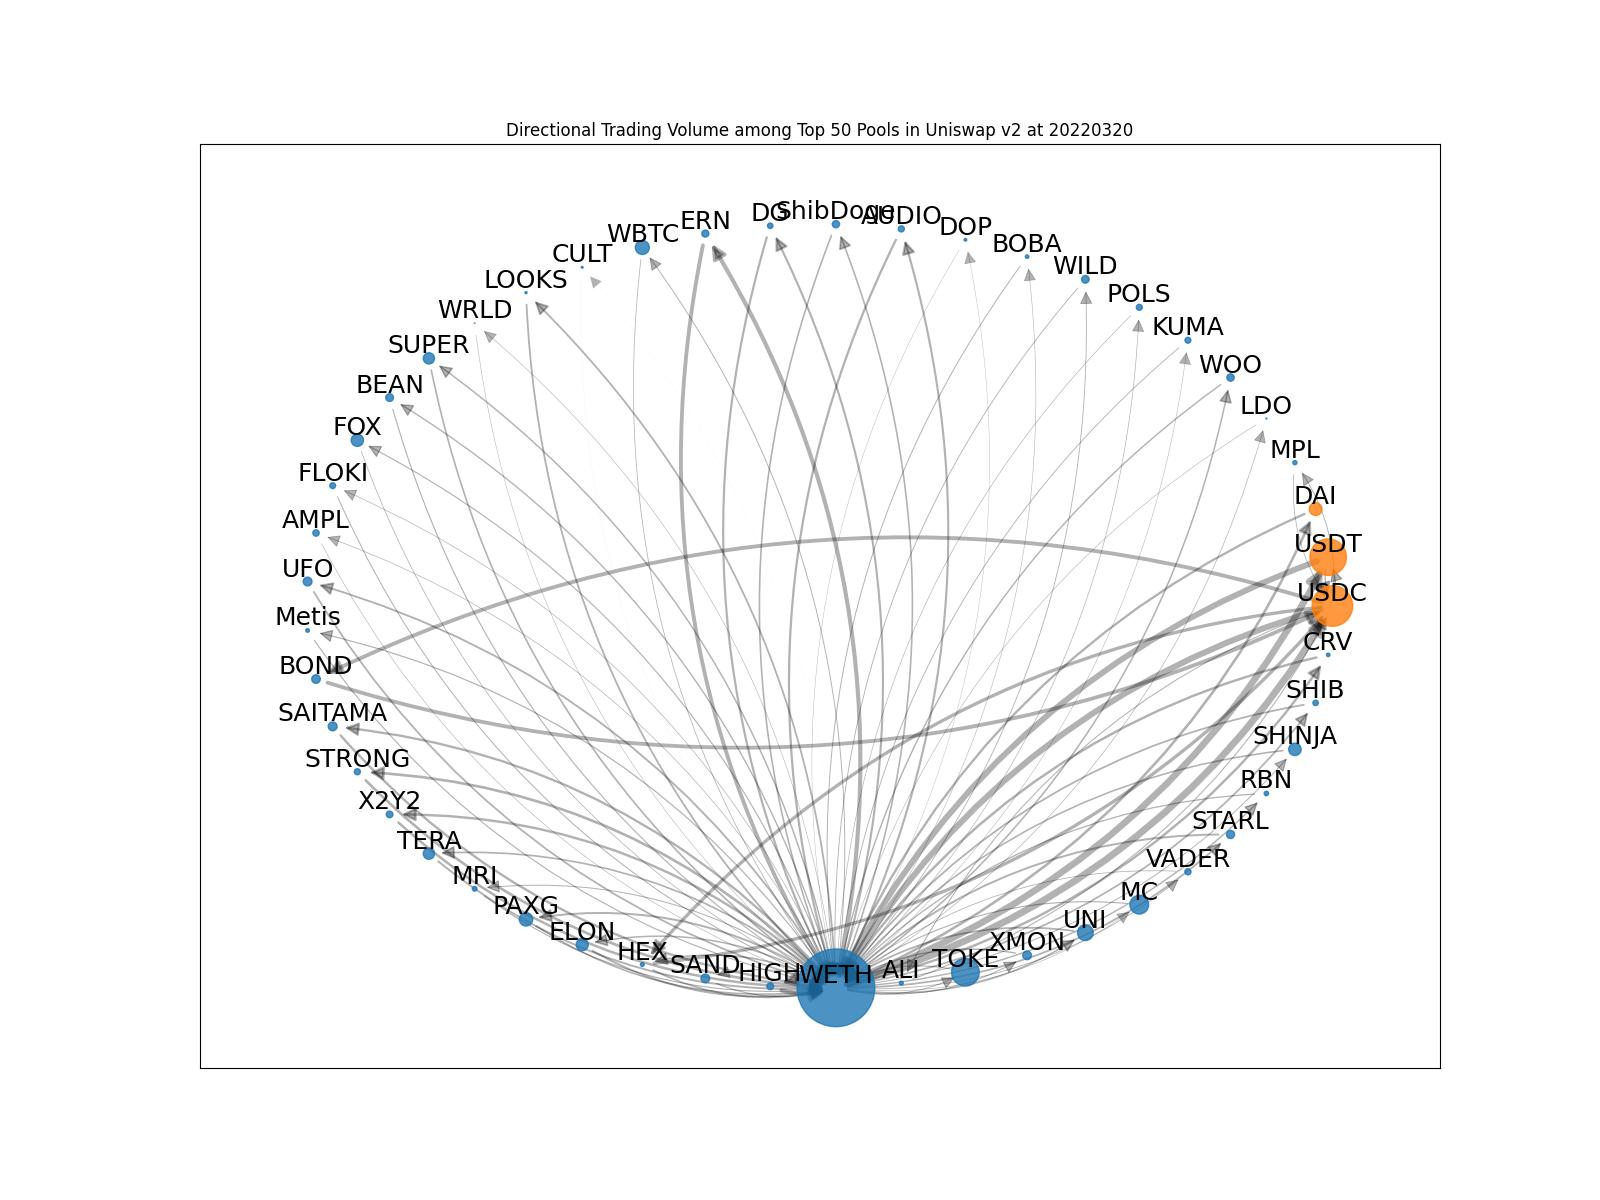 Directional Trading Volume among Top 50 Pools in Uniswap v2 at 20220320
DG
ShibDoge
AUDIO
ERN
DOP
WBTC
BOBA
CULT
WILD
LOOKS
POLS
WRLD
KUMA
SUPER
WOO
BEAN
LDO
FOX
MPL
FLOKI
DAI
AMPL
USDT
UFO
USDC
Metis
CRV
BOND
SHIB
SAITAMA
SHINJA
STRONG
RBN
X2Y2
STARL
TERA
VADER
MRI
MC
PAXG
UNI
ELON
XMON
HEX
TOKE
SAND
HIGH
WETH
ALI